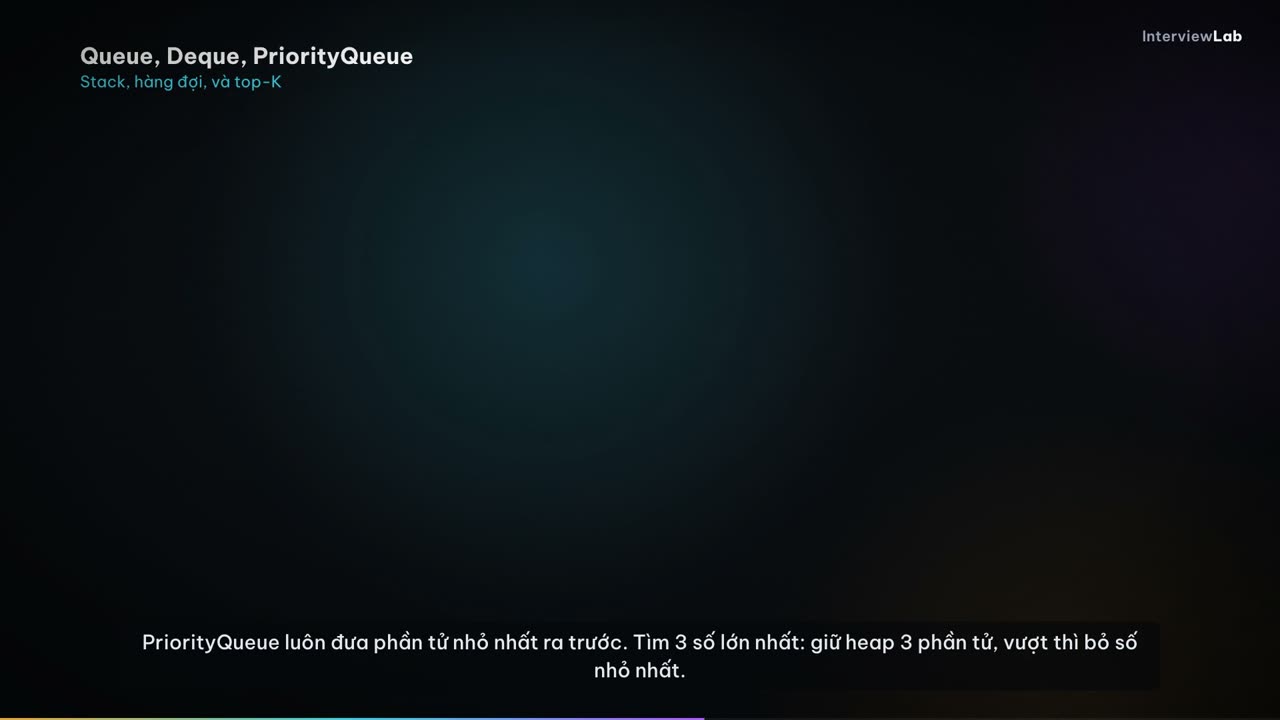 Queue, Deque, PriorityQueue
Stack, hàng đợi, và top-K
InterviewLab
PriorityQueue luôn đưa phần tử nhỏ nhất ra trước. Tìm 3 số lớn nhất: giữ heap 3 phần tử, vượt thì bỏ số
nhỏ nhất.